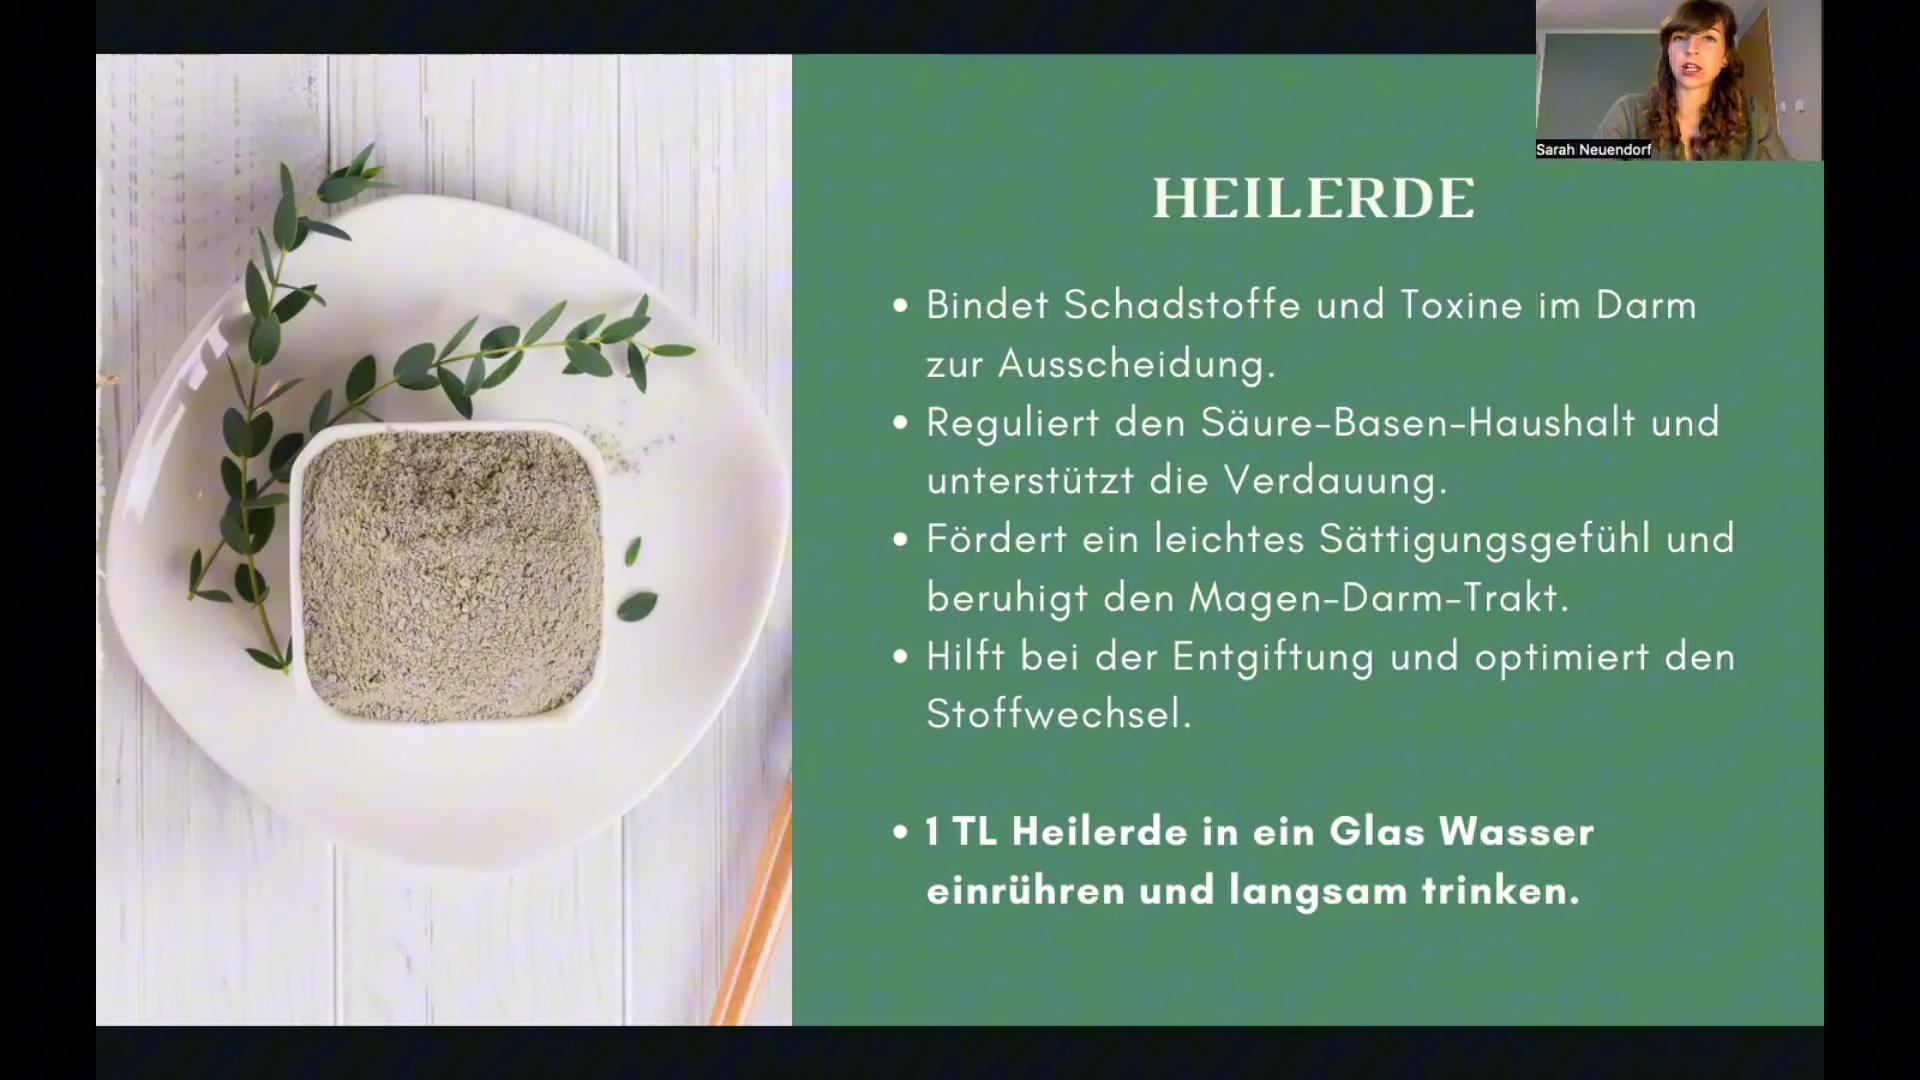 Sarah Neuendorf
HEILERDE
• Bindet Schadstoffe und Toxine im Darm
zur Ausscheidung.
• Reguliert den Säure-Basen-Haushalt und
unterstützt die Verdauung.
• Fördert ein leichtes Sättigungsgefühl und
beruhigt den Magen-Darm-Trakt.
• Hilft bei der Entgiftung und optimiert den
Stoffwechsel.
• 1 TL Heilerde in ein Glas Wasser
einrühren und langsam trinken.